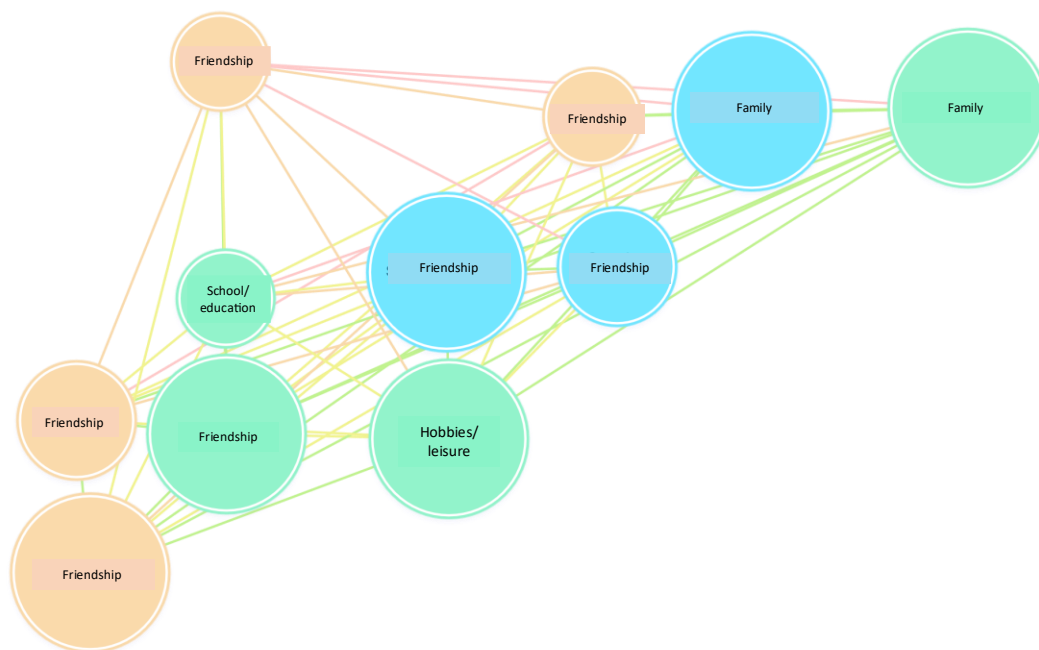 Friendship
Friendship
Family
Family
School/
education
Friendship
Friendship
Friendship
Friendship
Hobbies/
leisure
Friendship